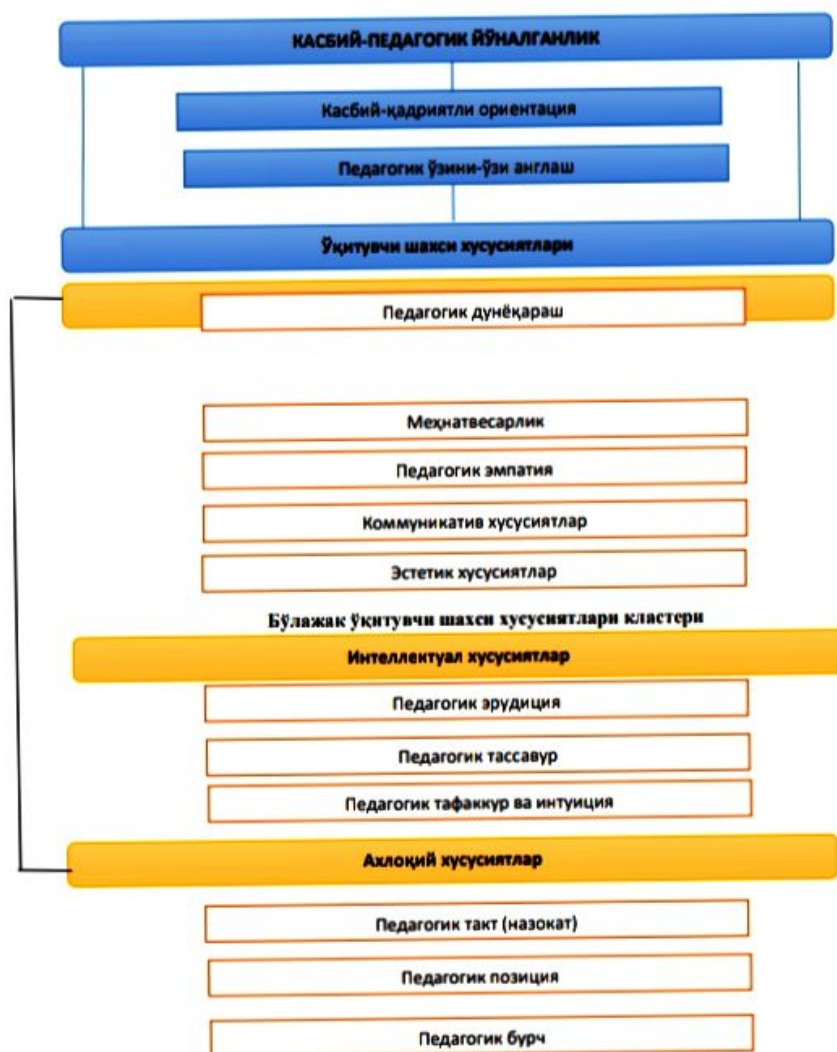 КАСБИЙ-ПЕДАГОГИК ЙЎНАЛГАНЛИК
Касбий-қадриятли ориентация
Педагогик ўзини-ўзи англаш
Ўқитувчи шахси хусусиятлари
Педагогик дунёқараш
Меҳнатвесарлик
Педагогик эмпатия
Коммуникатив хусусиятлар
Эстетик хусусиятлар
Бўлажак ўқитувчи шахси хусусиятлари кластери
Интеллектуал хусусиятлар
Педагогик эрудиция
Педагогик тассавур
Педагогик тафаккур ва интуиция
Ахлоқий хусусиятлар
Педагогик такт (назокат)
Педагогик позиция
Педагогик бурч